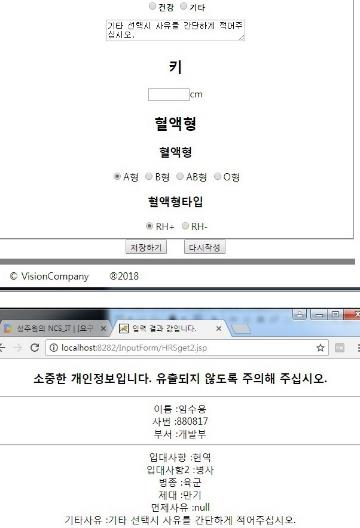 건강 기타
기타 선택시 사유를 간단하게 적어주
십시오.
키
cm
혈액형
혈액형
A형 B형 AB형 O형
혈액형타입
RH+ RH-
저장하기 다시작성
© VisionCompany ®2018
선주원의 NCS_IT | [요구 입력 결과 값입니다.
localhost:8282/InputForm/HRSget2.jsp
소중한 개인정보입니다. 유출되지 않도록 주의해 주십시오.
이름 :임수용
사번 :880817
부서 :개발부
입대사항 :현역
입대사항2 :병사
병종 :육군
제대 :만기
면제사유 :null
기타사유 :기타 선택시 사유를 간단하게 적어주십시오.